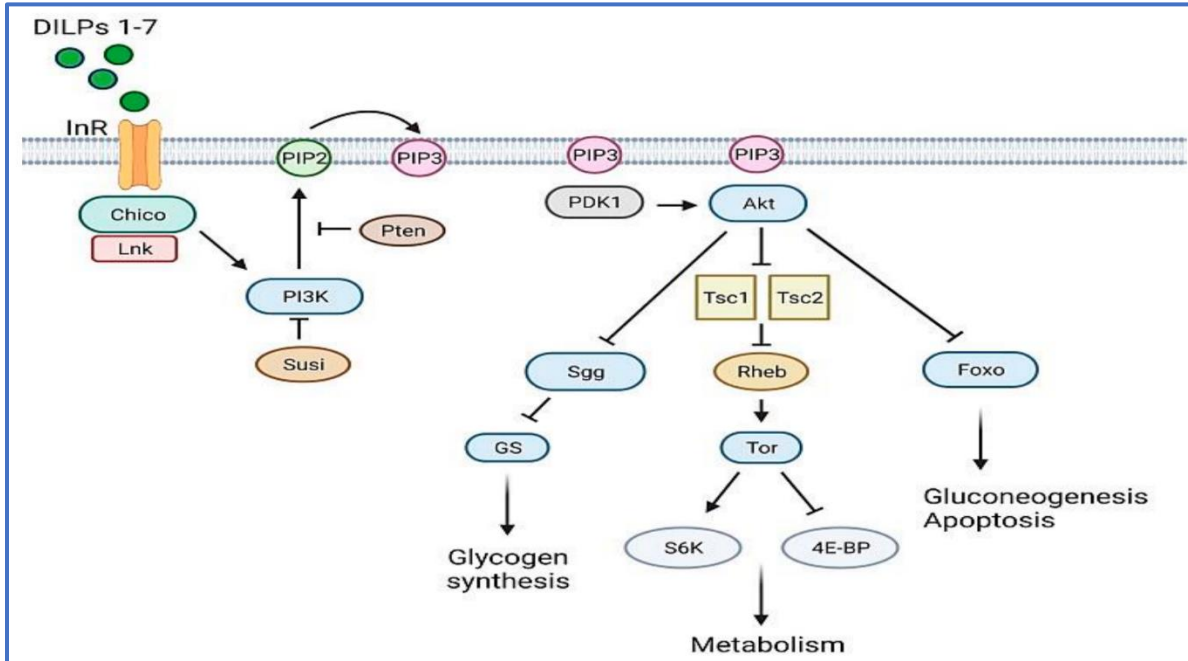 DILPs 1-7
InR
PIP2
PIP3
PIP3
PIP3
Chico
Lnk
Pten
PDK1
Akt
PI3K
Susi
Tsc1
Tsc2
Sgg
Rheb
Foxo
GS
Tor
Gluconeogenesis
Apoptosis
S6K
4E-BP
Glycogen
synthesis
Metabolism